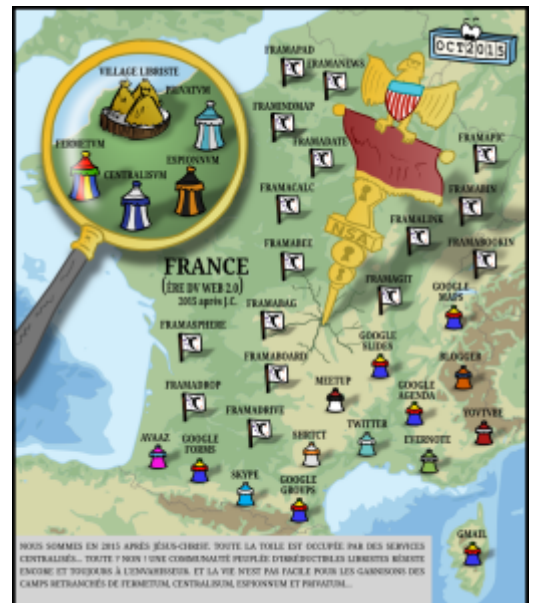 OCT2015
FRAMAPAD
FRAMANEWS
VILLAGE LIBRISTE
PRIVATVM
FRAMINDMAP
FRAMADATE
FRAMAPIC
FERMETVM
CENTRALISVM
ESPIONNVM
FRAMACALC
FRAMABIN
FRAMALINK
NSA
FRAMABEE
FRAMABOOKIN
FRANCE
(ÈRE DV WEB 2.0)
2015 après J.C.
FRAMAGIT
GOOGLE
MAPS
FRAMABAG
FRAMASPHERE
GOOGLE
SLIDES
FRAMABOARD
BLOGGER
MEETUP
FRAMADROP
GOOGLE
AGENDA
FRAMADRIVE
TWITTER
YOVTVBE
AVAAZ
GOOGLE
FORMS
EVERNOTE
SKYPE
GOOGLE
GROUPS
GMAIL
NOUS SOMMES EN 2015 APRÈS JÉSUS-CHRIST. TOUTE LA TOILE EST OCCUPÉE PAR DES SERVICES
CENTRALISÉS... TOUTE ? NON ! UNE COMMUNAUTÉ PEUPLÉE D'IRRÉDUCTIBLES LIBRISTES RÉSISTE
ENCORE ET TOUJOURS À L'ENVAHISSEUR. ET LA VIE N'EST PAS FACILE POUR LES GARNISONS DES
CAMPS RETRANCHÉS DE FERMETUM, CENTRALISUM, ESPIONNUM ET PRIVATUM...